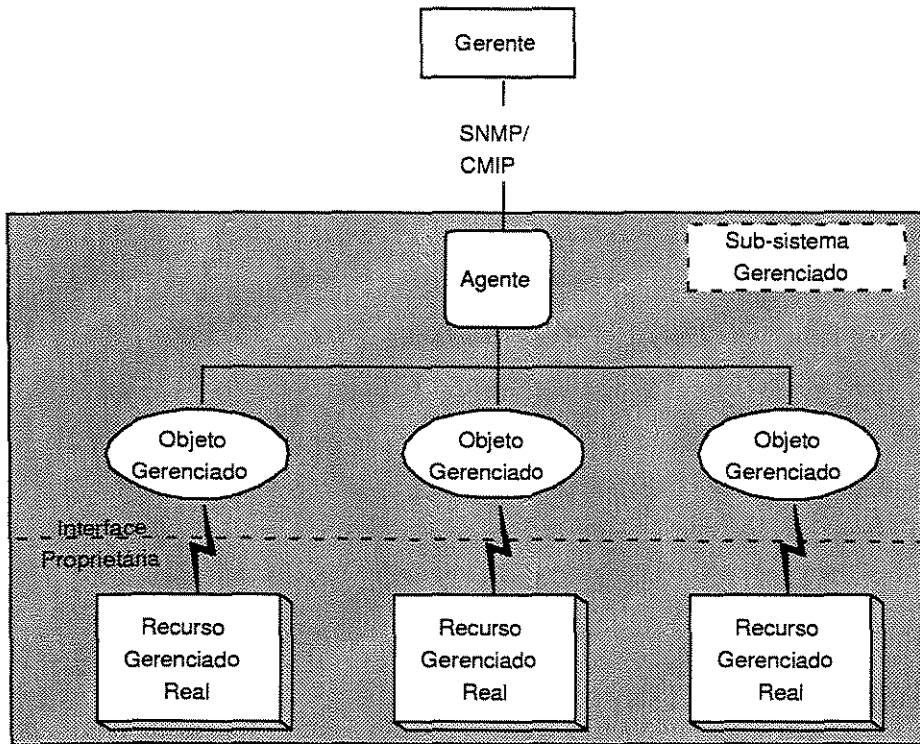 Gerente
SNMP/
CMIP
Sub-sistema
Gerenciado
Agente
Objeto
Gerenciado
Objeto
Gerenciado
Objeto
Gerenciado
Interface
Proprietária
Recurso
Gerenciado
Real
Recurso
Gerenciado
Real
Recurso
Gerenciado
Real